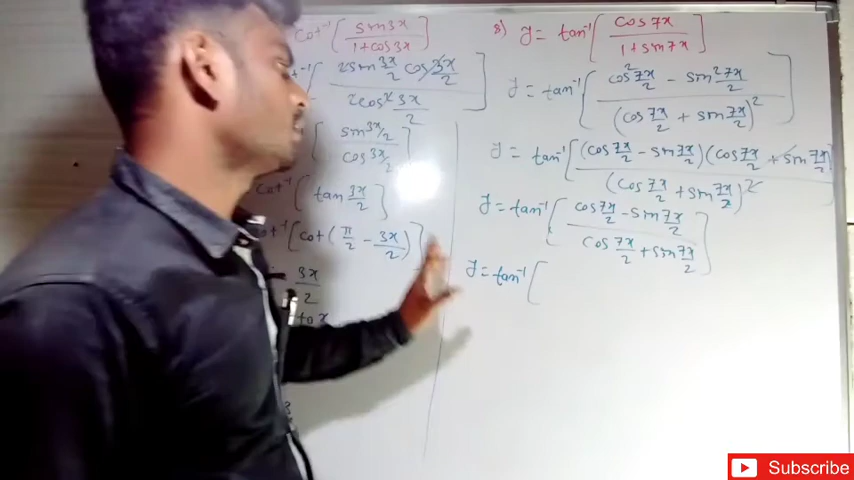 cot⁻¹ [ sin3x / 1+cos3x ]
[ 2sin 3x/2 cos 3x/2 / 2cos² 3x/2 ]
[ sin 3x/2 / cos 3x/2 ]
cot⁻¹ [ tan 3x/2 ]
cot⁻¹ [ cot ( π/2 - 3x/2 ) ]
3x/2
to x
8) y = tan⁻¹ [ cos7x / 1+sin7x ]
y = tan⁻¹ [ cos² 7x/2 - sin² 7x/2 / (cos 7x/2 + sin 7x/2)² ]
y = tan⁻¹ [ (cos 7x/2 - sin 7x/2)(cos 7x/2 + sin 7x/2) / (cos 7x/2 + sin 7x/2)² ]
y = tan⁻¹ [ cos 7x/2 - sin 7x/2 / cos 7x/2 + sin 7x/2 ]
y = tan⁻¹ [
Subscribe